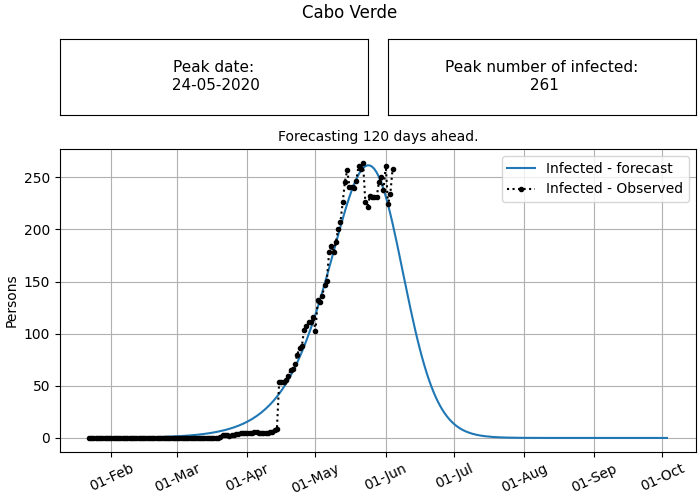 Cabo Verde
Peak date:
24-05-2020
Peak number of infected:
261
Forecasting 120 days ahead.
Infected - forecast
Infected - Observed
Persons
250
200
150
100
50
0
01-Feb
01-Mar
01-Apr
01-May
01-Jun
01-Jul
01-Aug
01-Sep
01-Oct